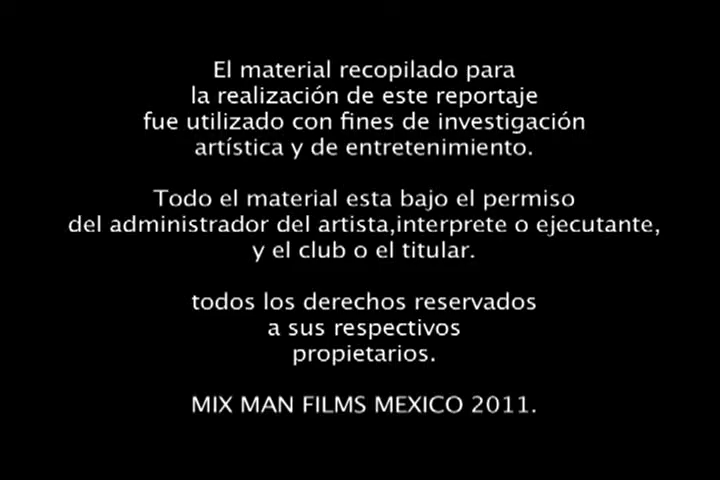 El material recopilado para
la realización de este reportaje
fue utilizado con fines de investigación
artística y de entretenimiento.
Todo el material esta bajo el permiso
del administrador del artista,interprete o ejecutante,
y el club o el titular.
todos los derechos reservados
a sus respectivos
propietarios.
MIX MAN FILMS MEXICO 2011.